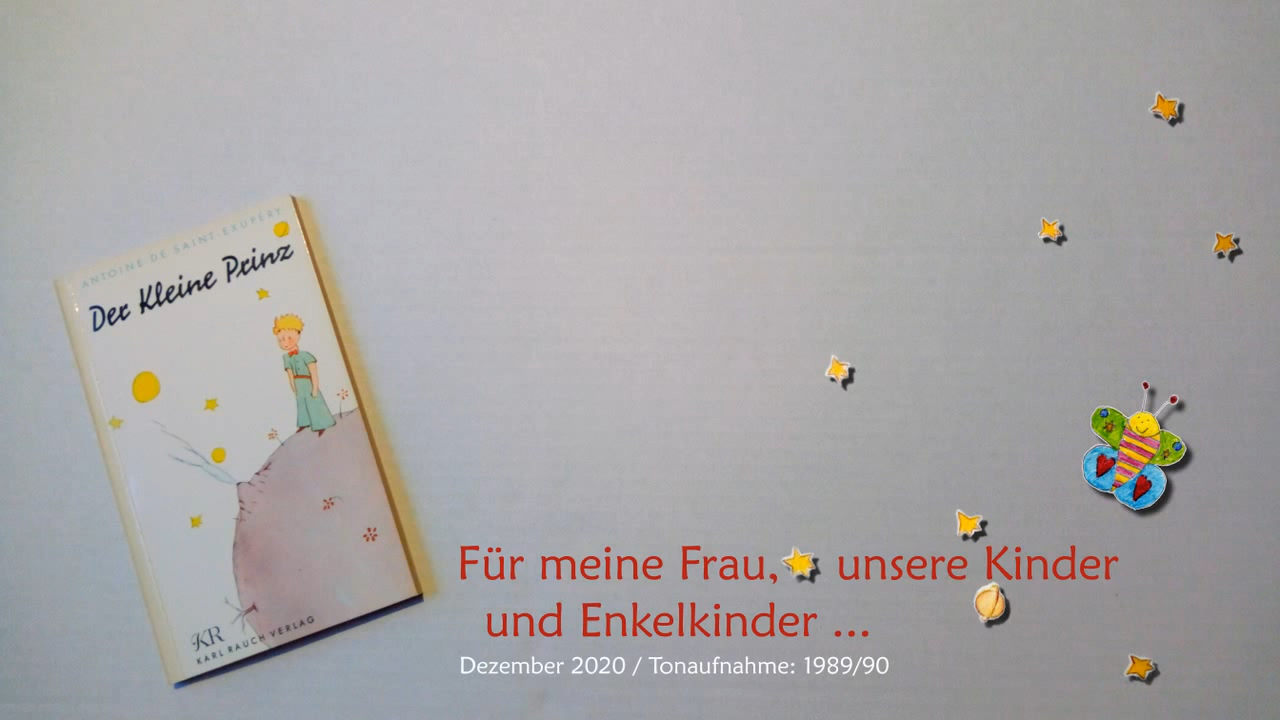 ANTOINE DE SAINT-EXUPÉRY
Der Kleine Prinz
KR
KARL RAUCH VERLAG
Für meine Frau, unsere Kinder
und Enkelkinder ...
Dezember 2020 / Tonaufnahme: 1989/90